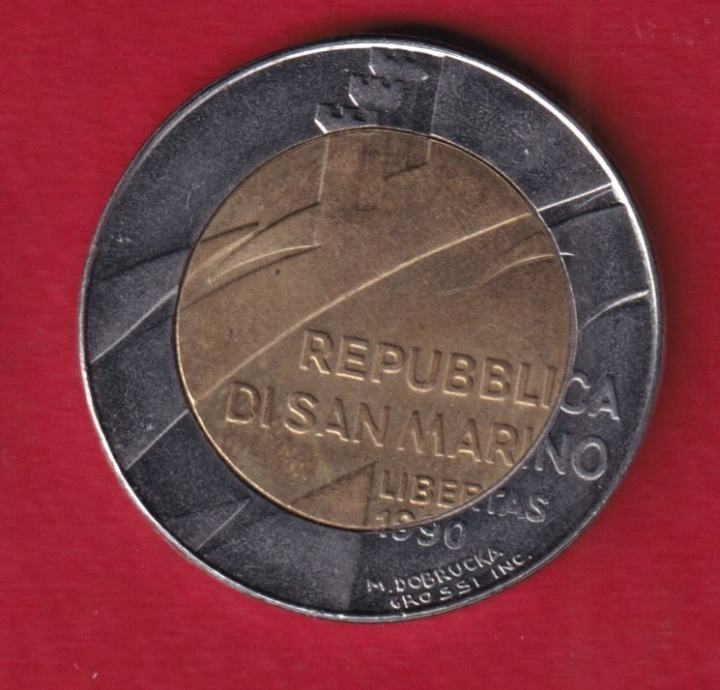 REPUBBLICA
DI SAN MARINO
LIBERTAS
1990
M. DOBRUCKA
GROSSI INC.